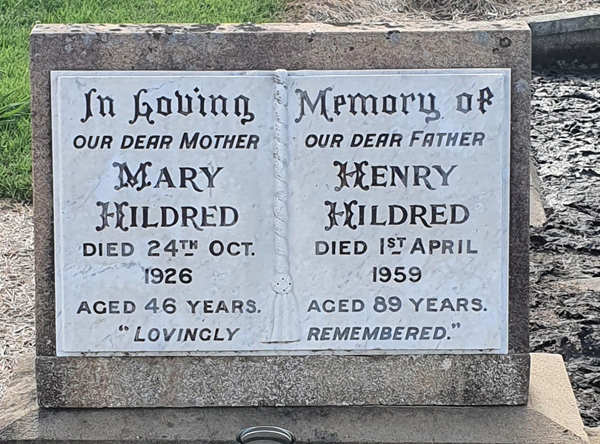 In Loving Memory of
OUR DEAR MOTHER
MARY
HILDRED
DIED 24TH OCT.
1926
AGED 46 YEARS.
OUR DEAR FATHER
HENRY
HILDRED
DIED 1ST APRIL
1959
AGED 89 YEARS.
"LOVINGLY REMEMBERED."